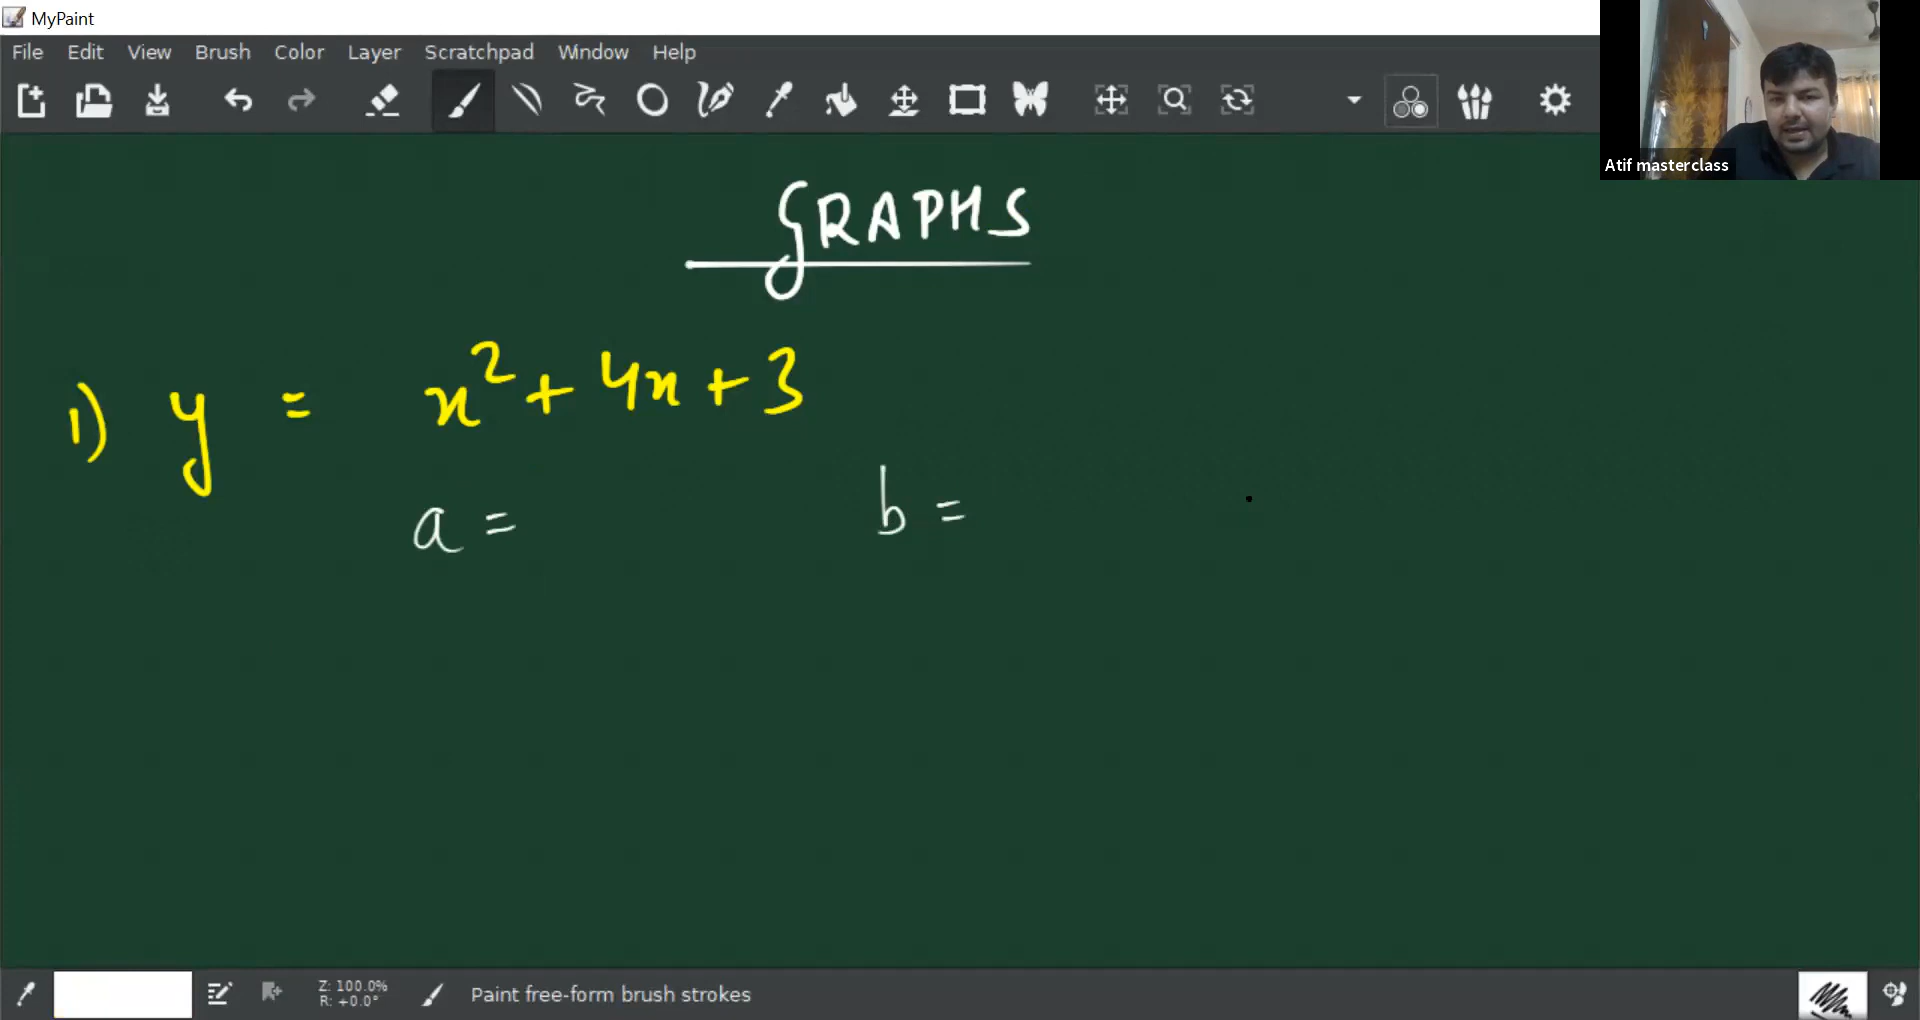 MyPaint
File Edit View Brush Color Layer Scratchpad Window Help
Atif masterclass
GRAPHS
1) y = x² + 4x + 3
a = b =
Z: 100.0%
R: +0.0°
Paint free-form brush strokes